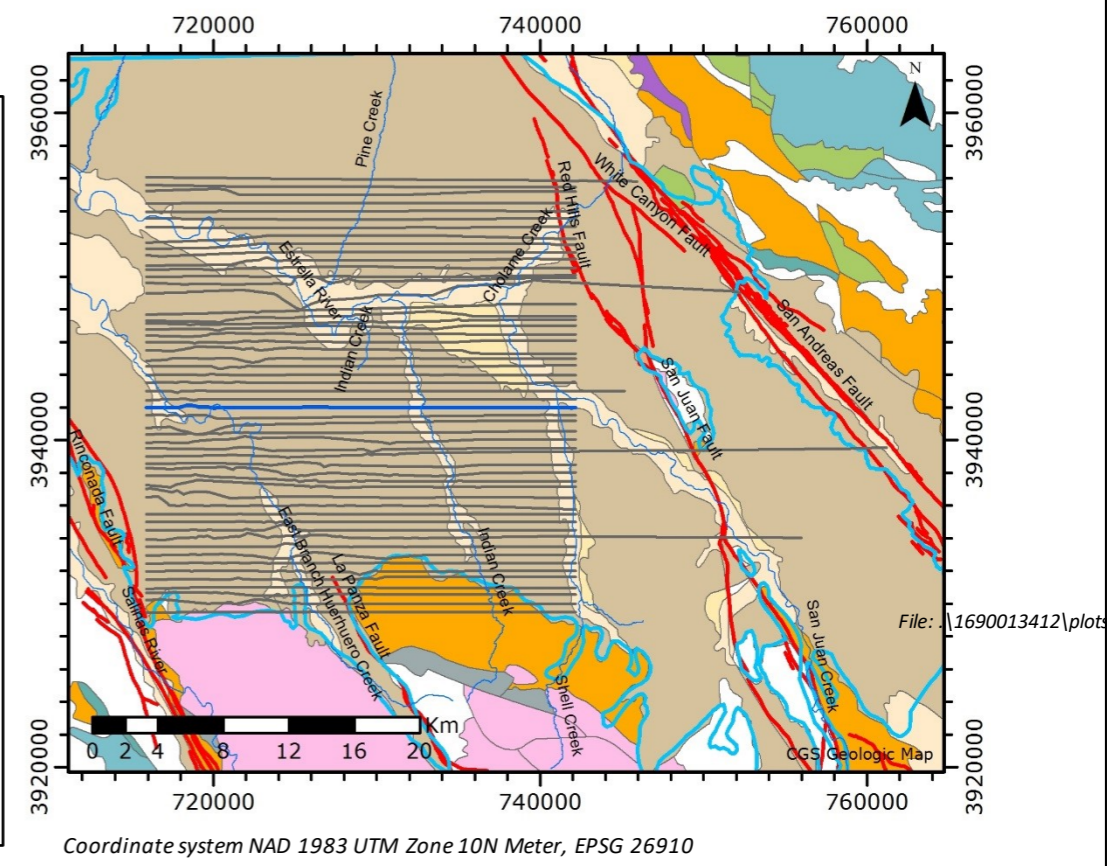 720000 740000 760000
3960000
3940000
3920000
3960000
3940000
3920000
N
Pine Creek
Red Hills Fault
White Canyon Fault
Cholame Creek
Estrella River
Indian Creek
San Andreas Fault
San Juan Fault
Rinconada Fault
East Branch Huerhuero Creek
La Panza Fault
Indian Creek
Salinas River
Shell Creek
San Juan Creek
File: .\1690013412\plots
Km
0 2 4 8 12 16 20
CGS Geologic Map
720000 740000 760000
Coordinate system NAD 1983 UTM Zone 10N Meter, EPSG 26910